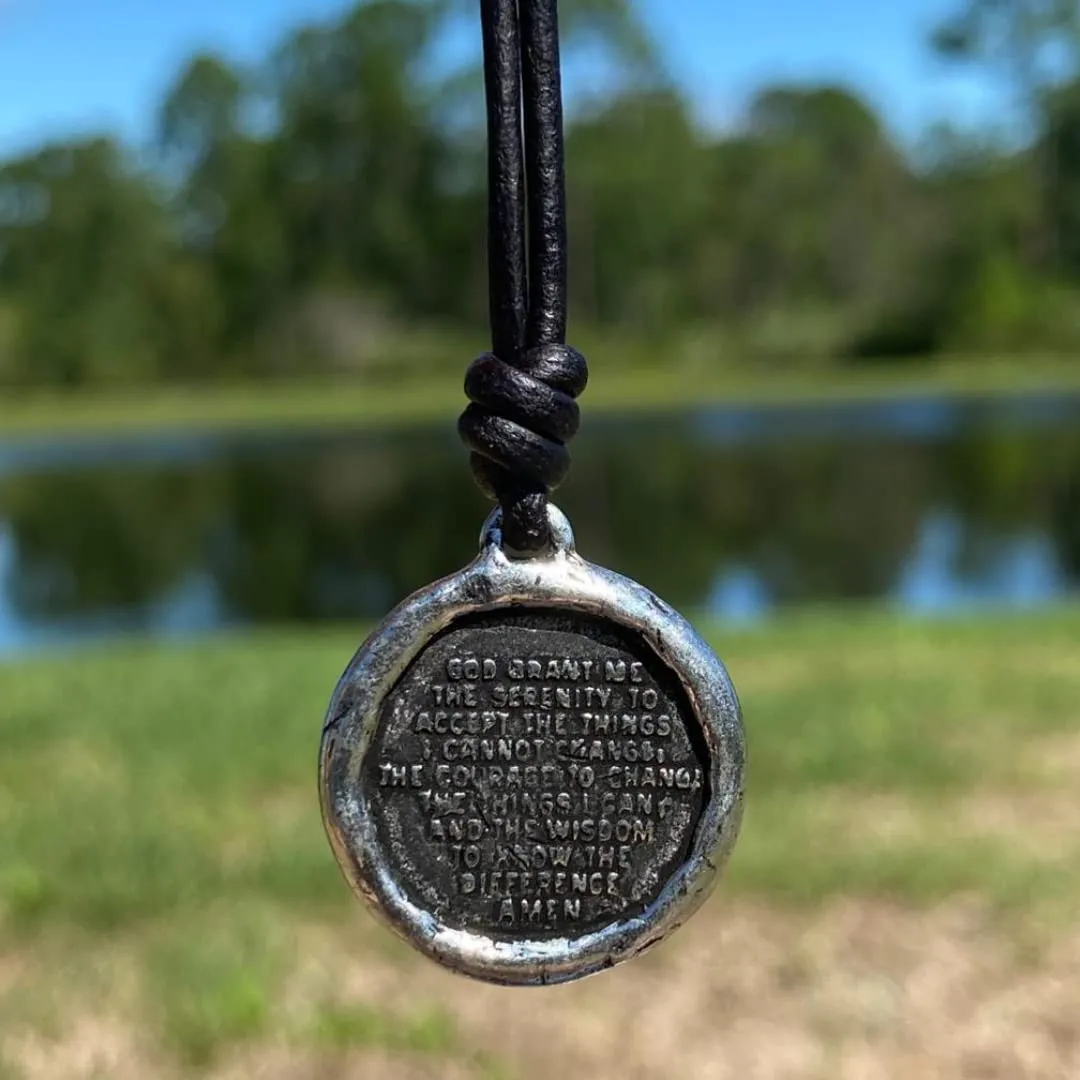 GOD GRANT ME
THE SERENITY TO
ACCEPT THE THINGS
I CANNOT CHANGE,
THE COURAGE TO CHANGE
THE THINGS I CAN,
AND THE WISDOM
TO KNOW THE
DIFFERENCE
AMEN